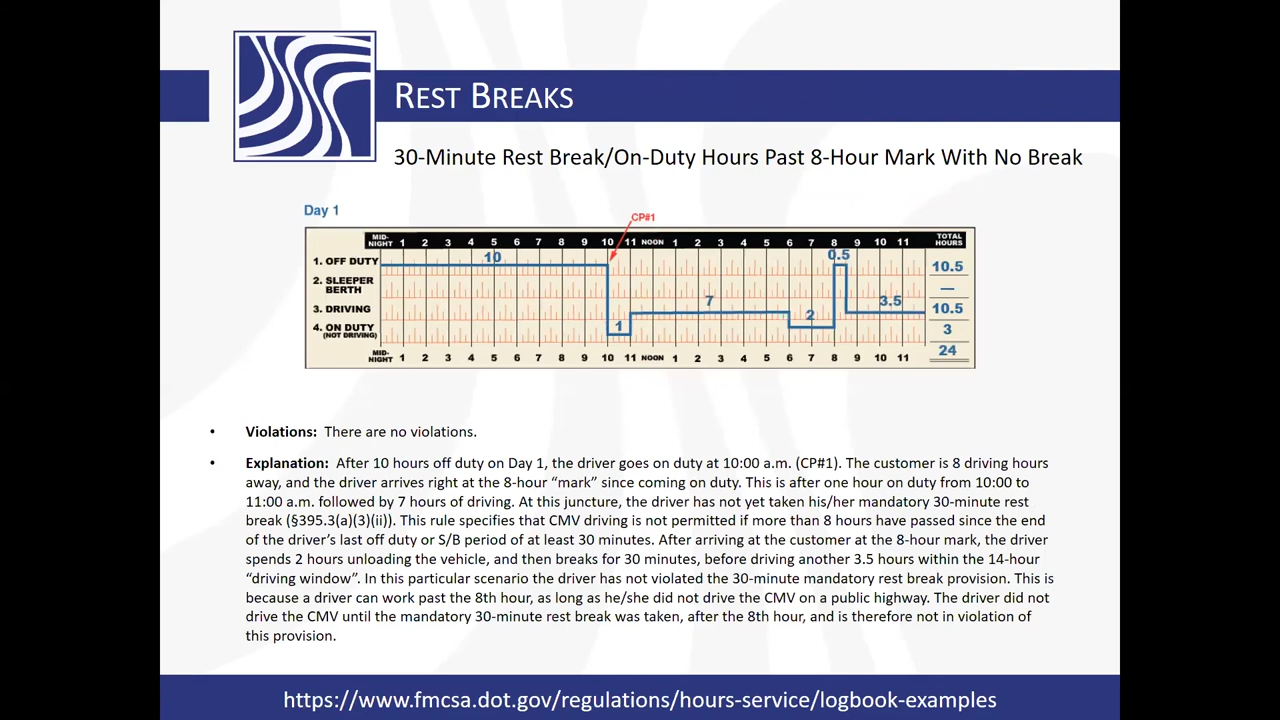 REST BREAKS
30-Minute Rest Break/On-Duty Hours Past 8-Hour Mark With No Break
Day 1
CP#1
MID-NIGHT 1 2 3 4 5 6 7 8 9 10 11 NOON 1 2 3 4 5 6 7 8 9 10 11 TOTAL HOURS
1. OFF DUTY 10 0.5 10.5
2. SLEEPER BERTH —
3. DRIVING 7 3.5 10.5
4. ON DUTY (NOT DRIVING) 1 2 3
MID-NIGHT 1 2 3 4 5 6 7 8 9 10 11 NOON 1 2 3 4 5 6 7 8 9 10 11 24
• Violations: There are no violations.
• Explanation: After 10 hours off duty on Day 1, the driver goes on duty at 10:00 a.m. (CP#1). The customer is 8 driving hours
away, and the driver arrives right at the 8-hour “mark” since coming on duty. This is after one hour on duty from 10:00 to
11:00 a.m. followed by 7 hours of driving. At this juncture, the driver has not yet taken his/her mandatory 30-minute rest
break (§395.3(a)(3)(ii)). This rule specifies that CMV driving is not permitted if more than 8 hours have passed since the end
of the driver’s last off duty or S/B period of at least 30 minutes. After arriving at the customer at the 8-hour mark, the driver
spends 2 hours unloading the vehicle, and then breaks for 30 minutes, before driving another 3.5 hours within the 14-hour
“driving window”. In this particular scenario the driver has not violated the 30-minute mandatory rest break provision. This is
because a driver can work past the 8th hour, as long as he/she did not drive the CMV on a public highway. The driver did not
drive the CMV until the mandatory 30-minute rest break was taken, after the 8th hour, and is therefore not in violation of
this provision.
https://www.fmcsa.dot.gov/regulations/hours-service/logbook-examples